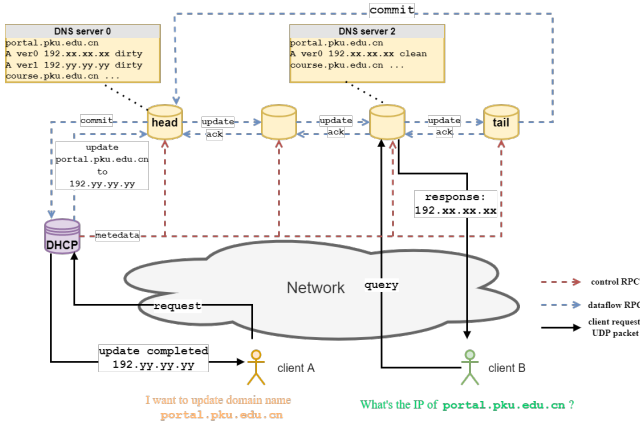 commit
DNS server 0
portal.pku.edu.cn
A ver0 192.xx.xx.xx dirty
A ver1 192.yy.yy.yy dirty
course.pku.edu.cn ...
DNS server 2
portal.pku.edu.cn
A ver0 192.xx.xx.xx clean
course.pku.edu.cn ...
commit
head
update
ack
update
ack
update
ack
tail
update
portal.pku.edu.cn
to
192.yy.yy.yy
response:
192.xx.xx.xx
DHCP
metedata
Network
query
request
control RPC
dataflow RPC
client request
UDP packet
update completed
192.yy.yy.yy
client A
client B
I want to update domain name
portal.pku.edu.cn
What's the IP of portal.pku.edu.cn ?